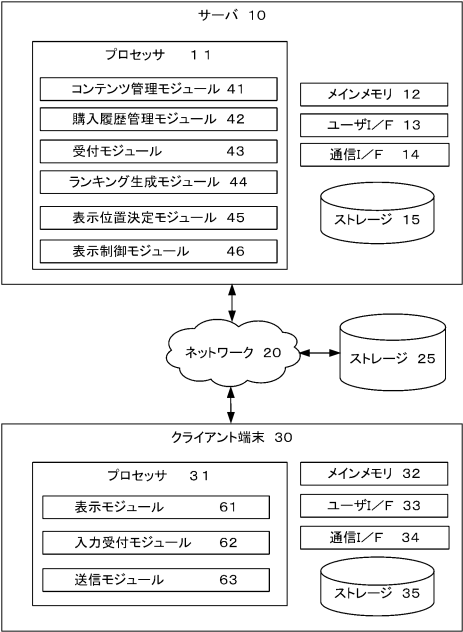 サーバ 10
プロセッサ 11
コンテンツ管理モジュール 41
購入履歴管理モジュール 42
受付モジュール 43
ランキング生成モジュール 44
表示位置決定モジュール 45
表示制御モジュール 46
メインメモリ 12
ユーザI/F 13
通信I/F 14
ストレージ 15
ネットワーク 20
ストレージ 25
クライアント端末 30
プロセッサ 31
表示モジュール 61
入力受付モジュール 62
送信モジュール 63
メインメモリ 32
ユーザI/F 33
通信I/F 34
ストレージ 35